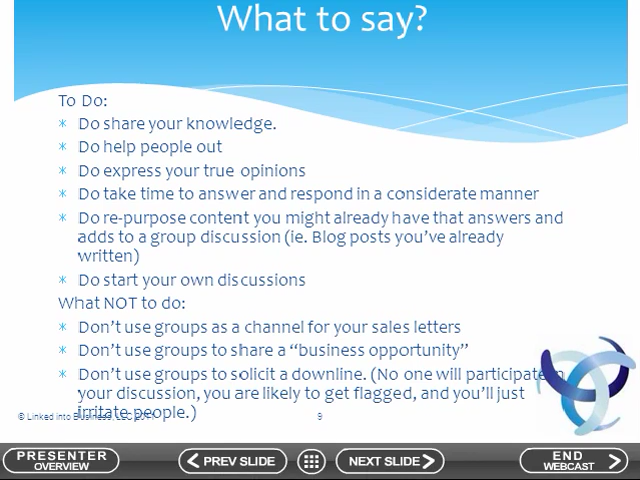 What to say?
To Do:
* Do share your knowledge.
* Do help people out
* Do express your true opinions
* Do take time to answer and respond in a considerate manner
* Do re-purpose content you might already have that answers and
adds to a group discussion (ie. Blog posts you've already
written)
* Do start your own discussions
What NOT to do:
* Don't use groups as a channel for your sales letters
* Don't use groups to share a "business opportunity"
* Don't use groups to solicit a downline. (No one will participate in
your discussion, you are likely to get flagged, and you'll just
irritate people.)
© Linked Into Business, LLC
9
PRESENTER
OVERVIEW
PREV SLIDE
NEXT SLIDE
END
WEBCAST